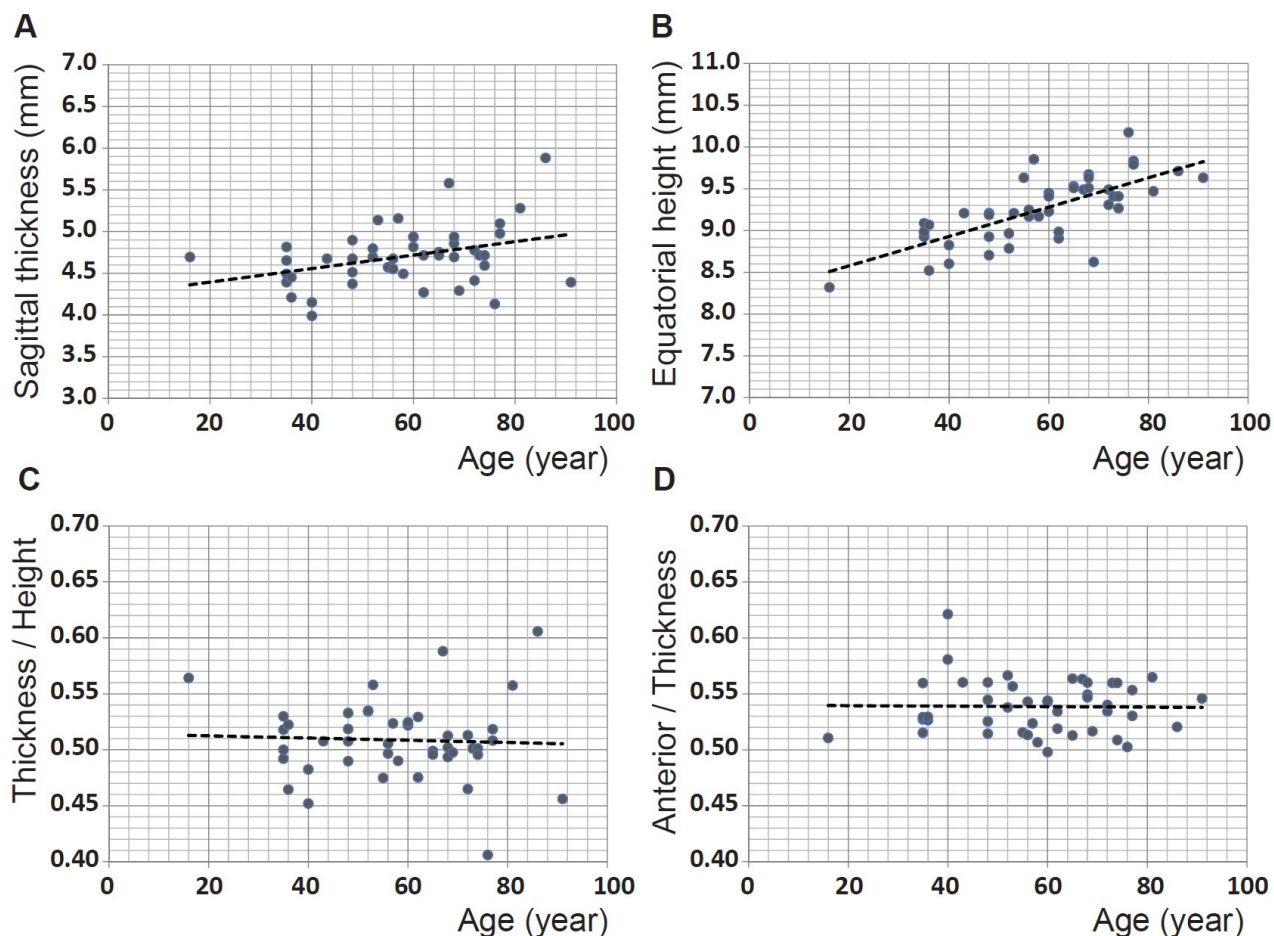 A
Sagittal thickness (mm)
7.0
6.5
6.0
5.5
5.0
4.5
4.0
3.5
3.0
0 20 40 60 80 100
Age (year)
B
Equatorial height (mm)
11.0
10.5
10.0
9.5
9.0
8.5
8.0
7.5
7.0
0 20 40 60 80 100
Age (year)
C
Thickness / Height
0.70
0.65
0.60
0.55
0.50
0.45
0.40
0 20 40 60 80 100
Age (year)
D
Anterior / Thickness
0.70
0.65
0.60
0.55
0.50
0.45
0.40
0 20 40 60 80 100
Age (year)